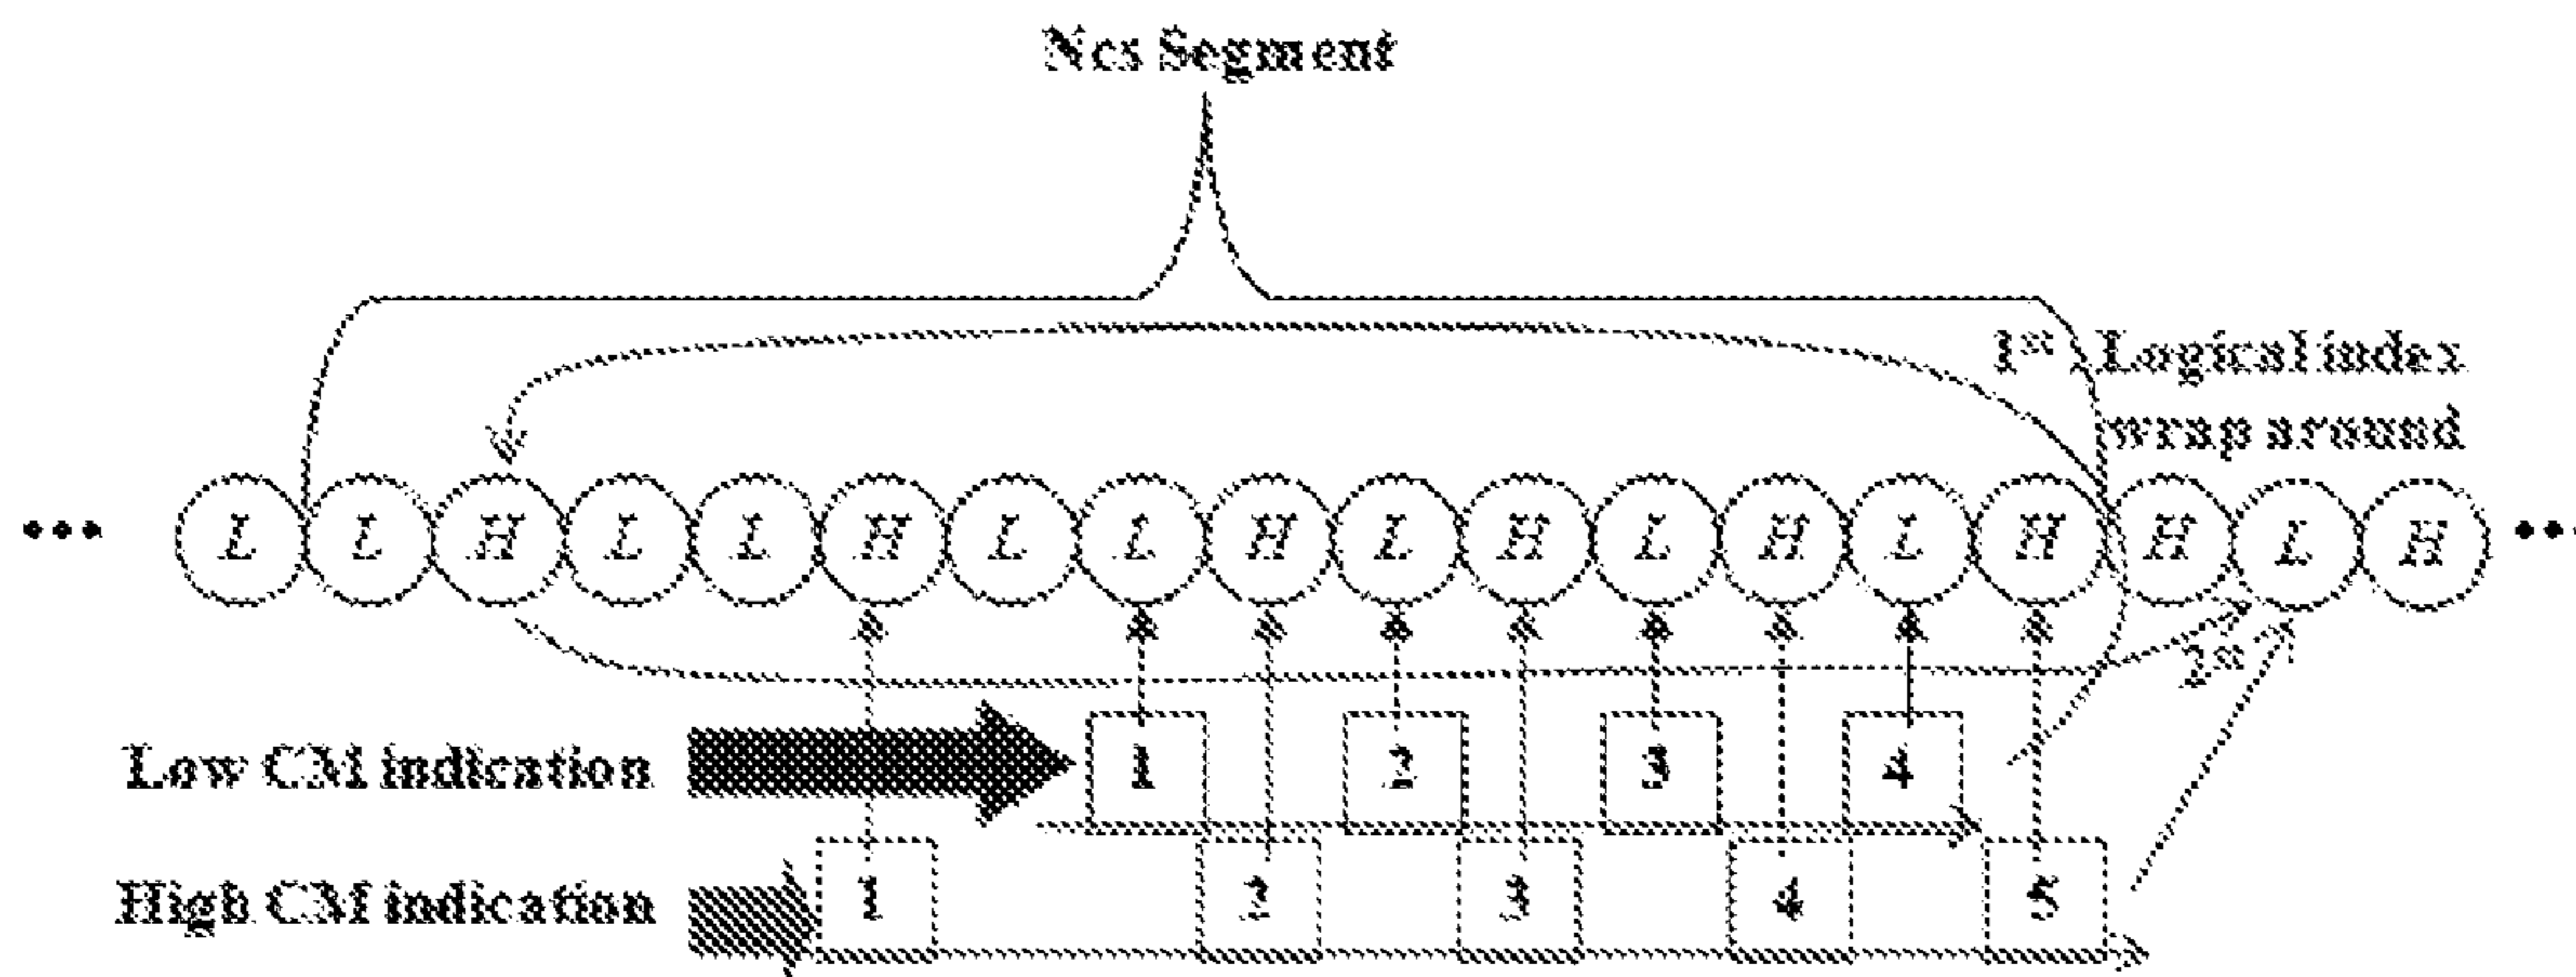 Ncs Segment
1st Logical index
wrap around
••• L L H L L H L L H L H L H L H H L H •••
Low CM indication 1 2 3 4
High CM indication 1 2 3 4 5